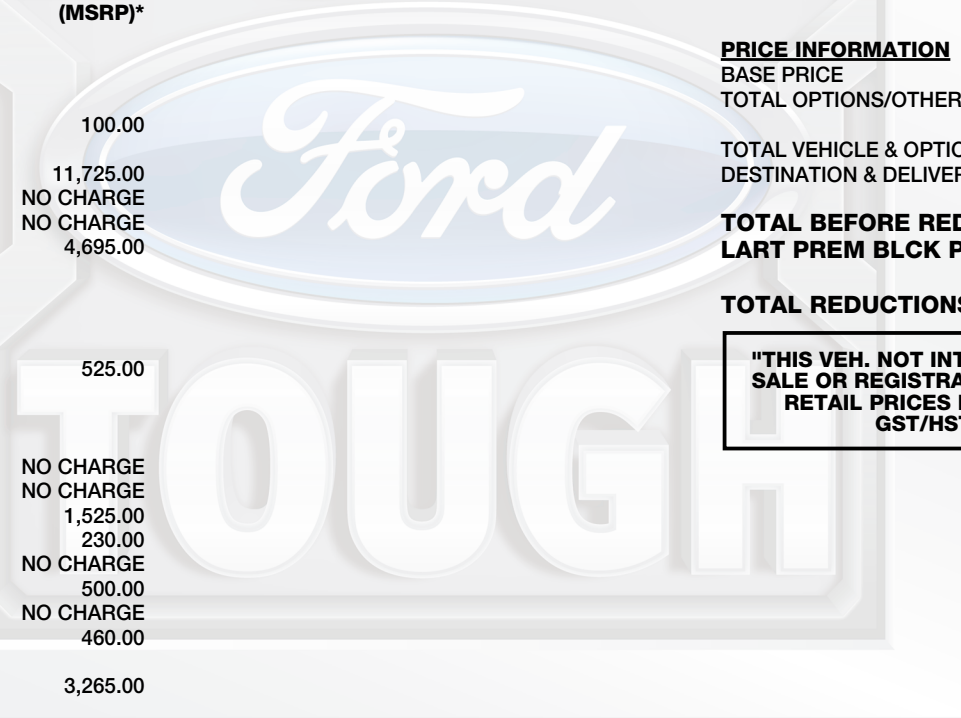 (MSRP)*
100.00
11,725.00
NO CHARGE
NO CHARGE
4,695.00
525.00
NO CHARGE
NO CHARGE
1,525.00
230.00
NO CHARGE
500.00
NO CHARGE
460.00
3,265.00
PRICE INFORMATION
BASE PRICE
TOTAL OPTIONS/OTHER
TOTAL VEHICLE & OPTIO
DESTINATION & DELIVER
TOTAL BEFORE RED
LART PREM BLCK P
TOTAL REDUCTIONS
"THIS VEH. NOT INT
SALE OR REGISTRA
RETAIL PRICES
GST/HST
Ford
TOUGH